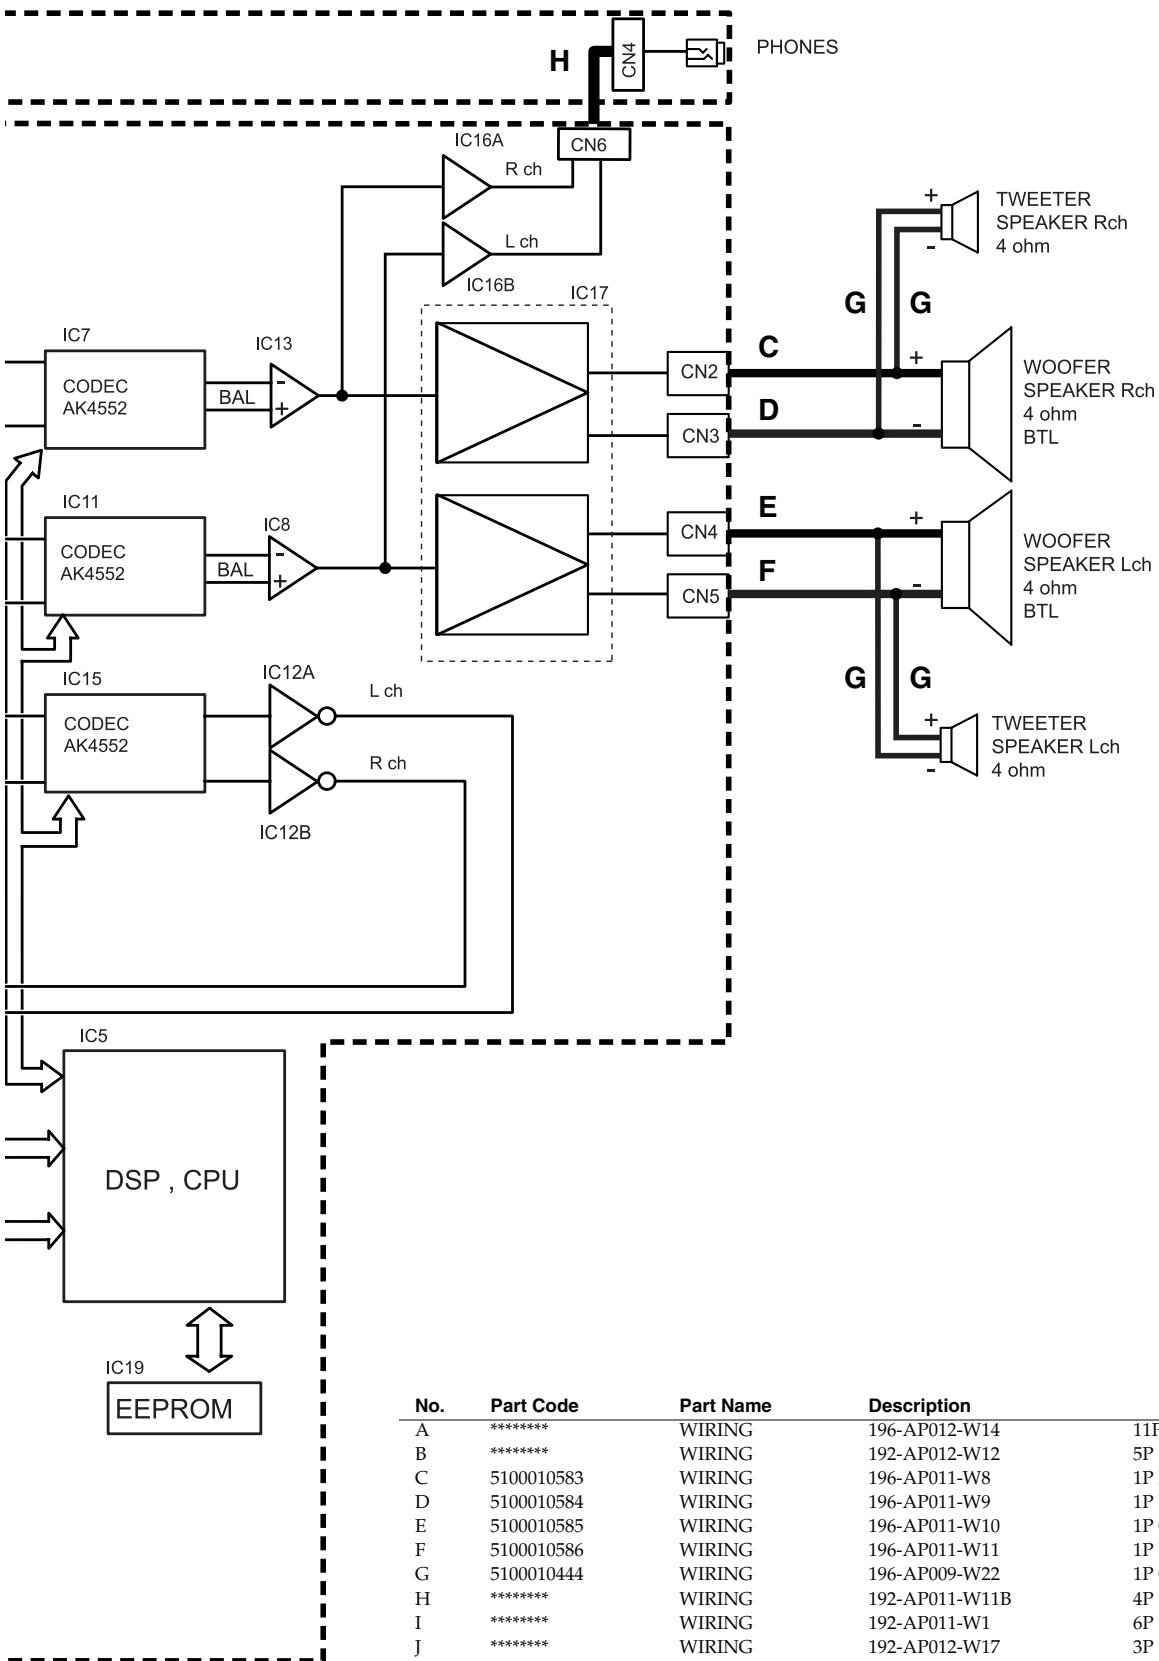 PHONES
H
CN4
CN6
IC16A
R ch
L ch
IC16B
IC17
TWEETER
SPEAKER Rch
4 ohm
+
-
G
G
IC7
CODEC
AK4552
BAL
IC13
-
+
CN2
C
CN3
D
+
-
WOOFER
SPEAKER Rch
4 ohm
BTL
IC11
CODEC
AK4552
BAL
IC8
-
+
CN4
E
CN5
F
+
-
WOOFER
SPEAKER Lch
4 ohm
BTL
G
G
+
-
TWEETER
SPEAKER Lch
4 ohm
IC15
CODEC
AK4552
IC12A
L ch
R ch
IC12B
IC5
DSP , CPU
IC19
EEPROM
No. Part Code Part Name Description
A ******** WIRING 196-AP012-W14
B ******** WIRING 192-AP012-W12 5P
C 5100010583 WIRING 196-AP011-W8 1P
D 5100010584 WIRING 196-AP011-W9 1P
E 5100010585 WIRING 196-AP011-W10 1P
F 5100010586 WIRING 196-AP011-W11 1P
G 5100010444 WIRING 196-AP009-W22 1P
H ******** WIRING 192-AP011-W11B 4P
I ******** WIRING 192-AP011-W1 6P
J ******** WIRING 192-AP012-W17 3P